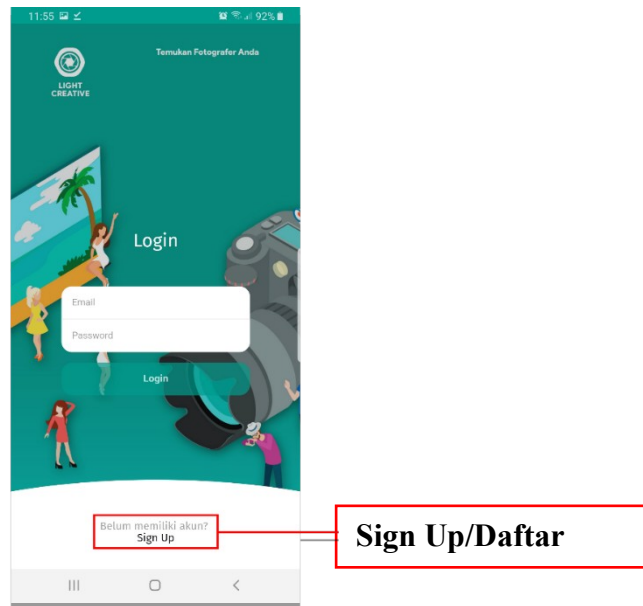 11:55 92%
Temukan Fotografer Anda
LIGHT
CREATIVE
Login
Email
Password
Login
Belum memiliki akun?
Sign Up
Sign Up/Daftar